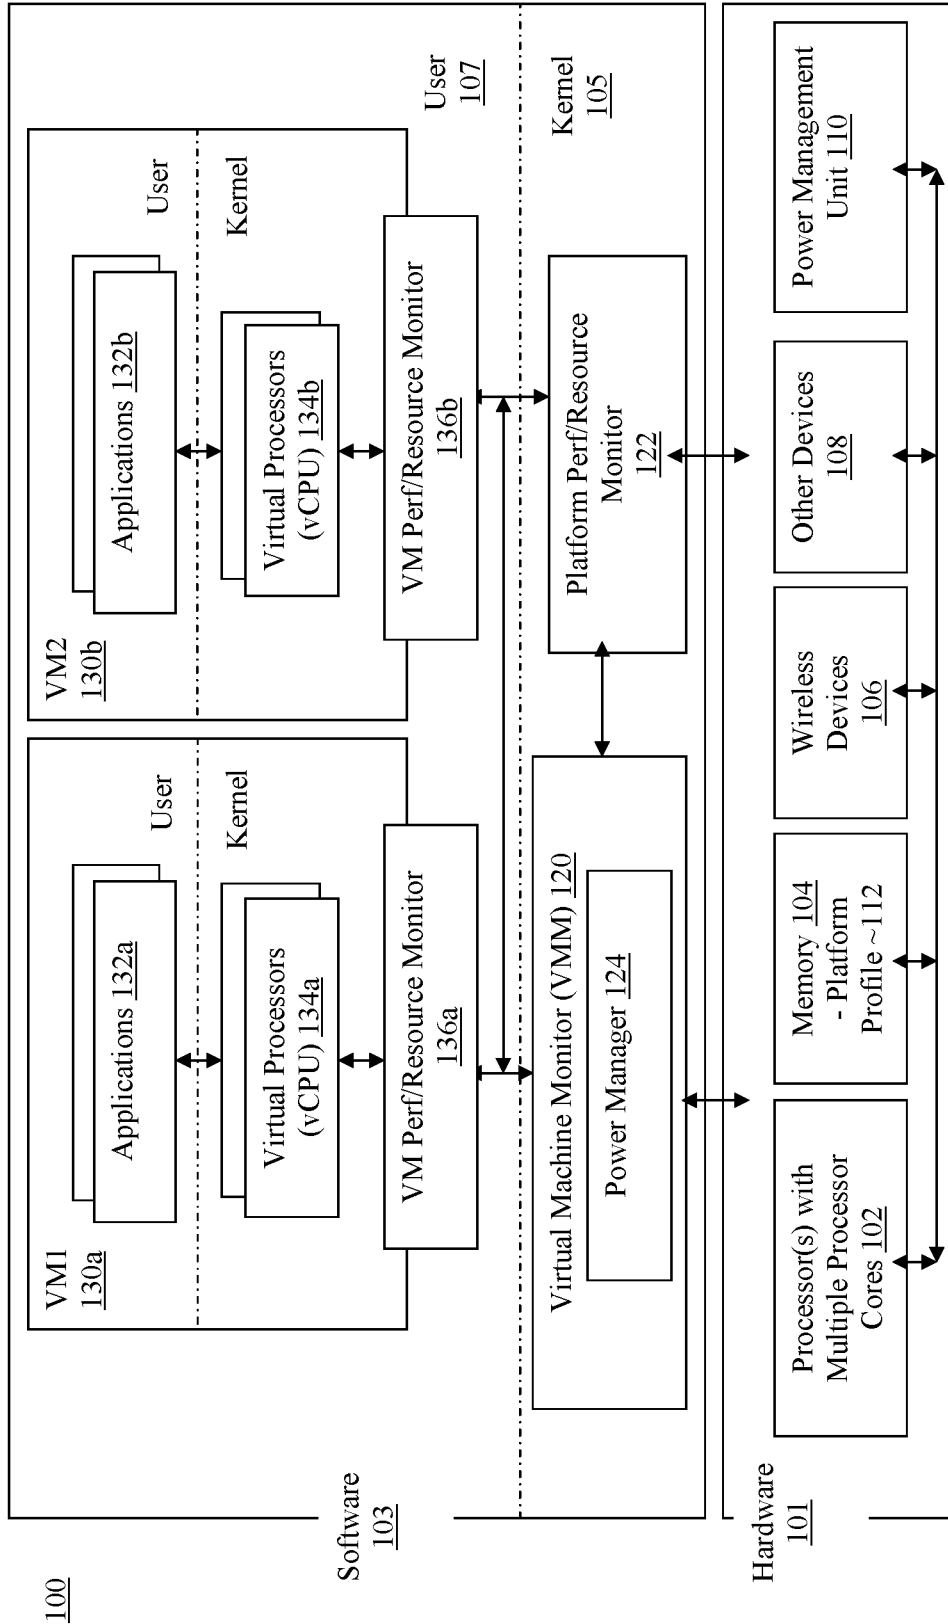 100
VM1
130a
Applications 132a
User
Kernel
Virtual Processors
(vCPU) 134a
VM Perf/Resource Monitor
136a
VM2
130b
Applications 132b
User
Kernel
Virtual Processors
(vCPU) 134b
VM Perf/Resource Monitor
136b
Software
103
User
107
Kernel
105
Virtual Machine Monitor (VMM) 120
Power Manager 124
Platform Perf/Resource
Monitor
122
Hardware
101
Processor(s) with
Multiple Processor
Cores 102
Memory 104
- Platform
Profile ~112
Wireless
Devices
106
Other Devices
108
Power Management
Unit 110